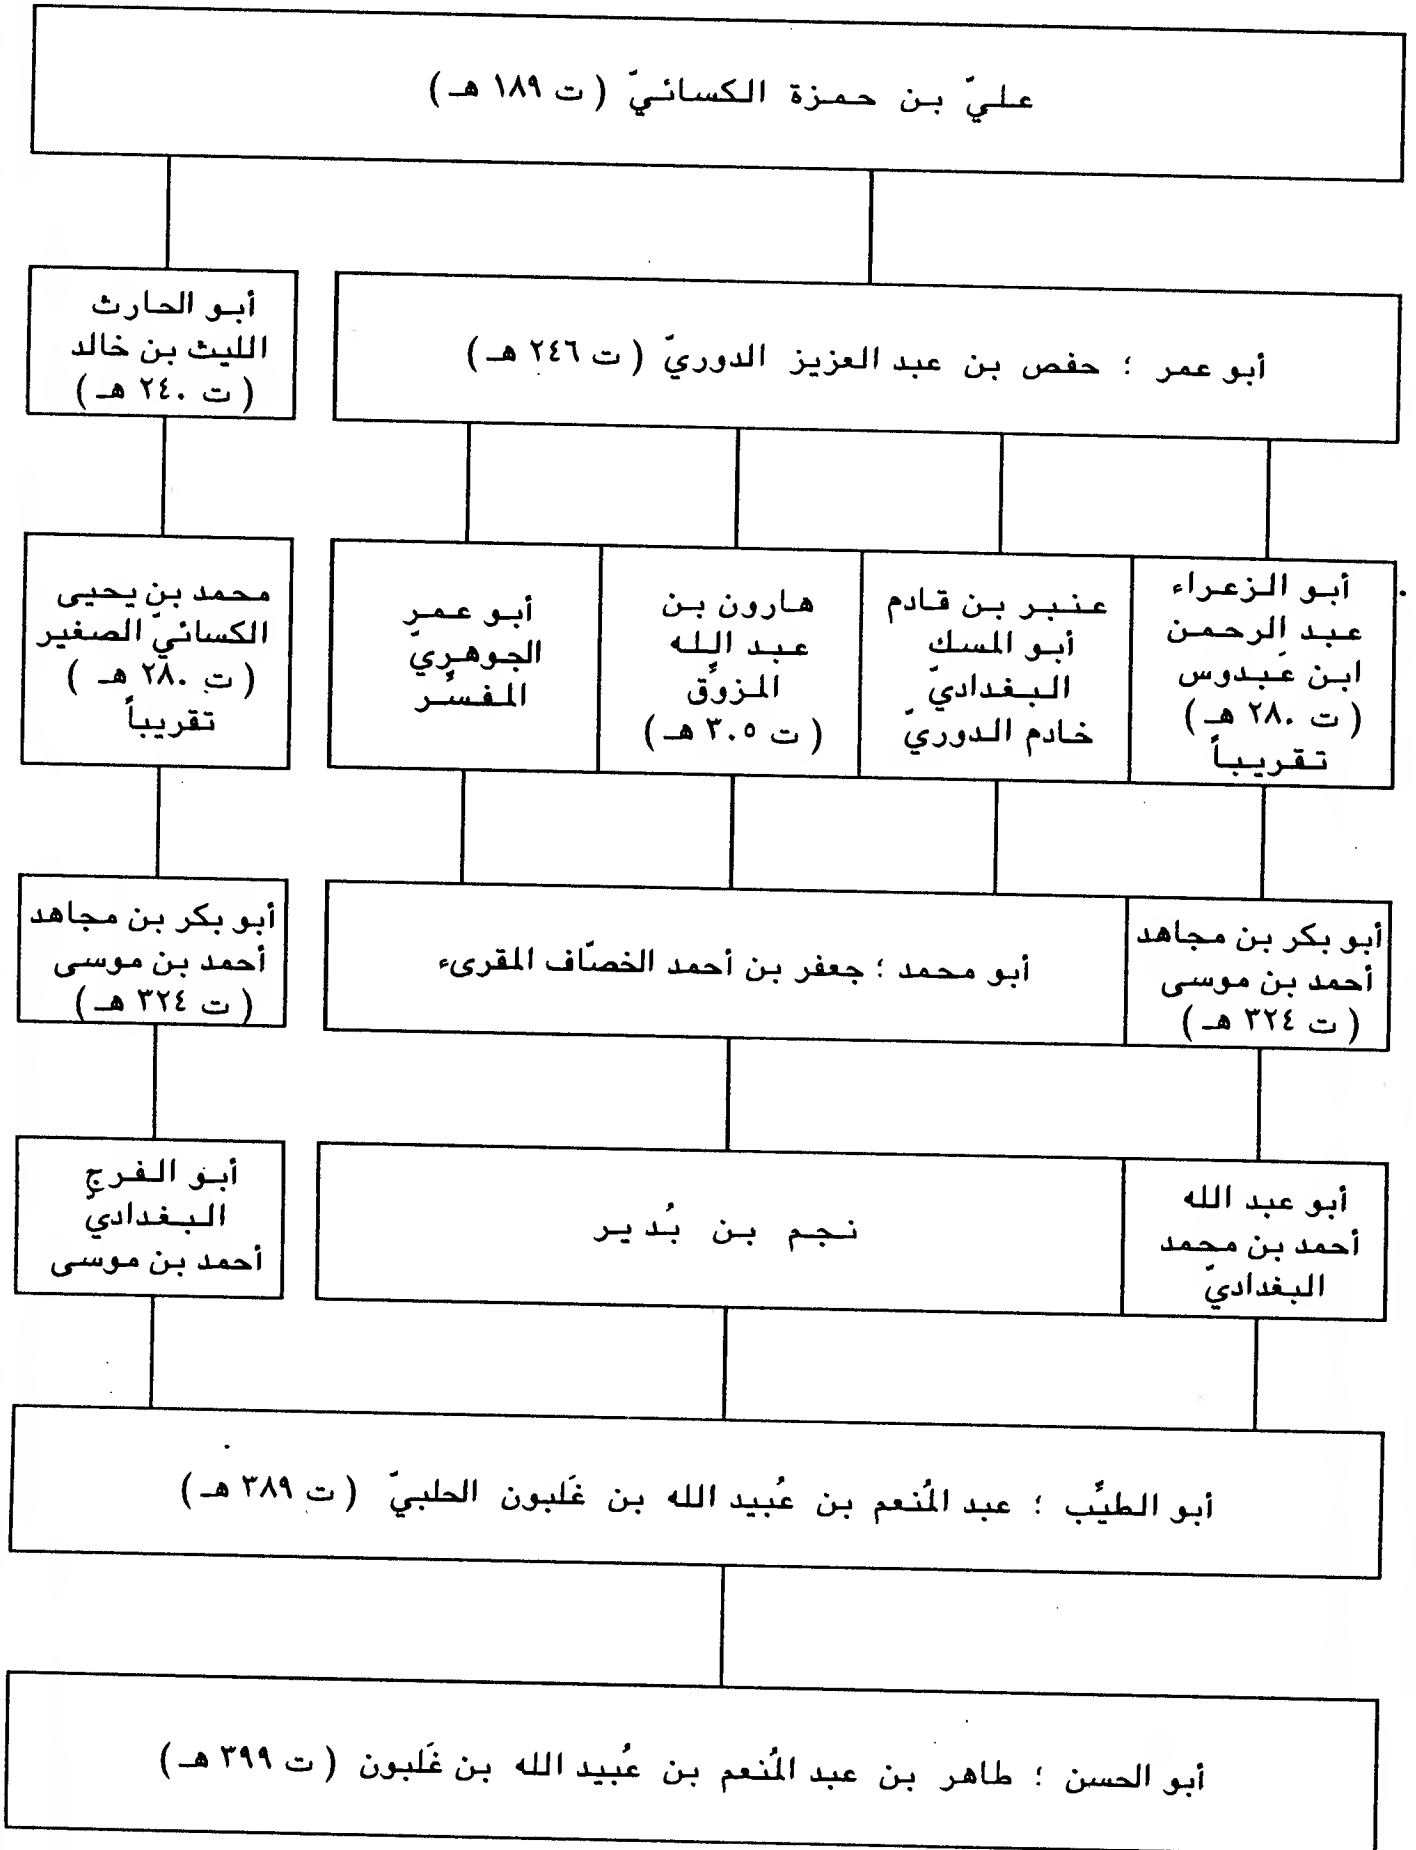 عليّ بن حمزة الكسائيّ ( ت ١٨٩ هـ )
أبو عمر ؛ حفص بن عبد العزيز الدوريّ ( ت ٢٤٦ هـ )
أبو الحارث
الليث بن خالد
( ت ٢٤٠ هـ )
أبو الزعراء
عبد الرحمن
ابن عَبدوس
( ت ٢٨٠ هـ )
تقريباً
عنبر بن قادم
أبو المسك
البغداديّ
خادم الدوريّ
هارون بن
عبد الله
المزوِّق
( ت ٣٠٥ هـ )
أبو عمر
الجوهريّ
المفسِّر
محمد بن يحيى
الكسائيّ الصغير
( ت ٢٨٠ هـ )
تقريباً
أبو بكر بن مجاهد
أحمد بن موسى
( ت ٣٢٤ هـ )
أبو محمد ؛ جعفر بن أحمد الخصّاف المقرىء
أبو بكر بن مجاهد
أحمد بن موسى
( ت ٣٢٤ هـ )
أبو عبد الله
أحمد بن محمد
البغداديّ
نجم بن بُدير
أبو الفرج
البغداديّ
أحمد بن موسى
أبو الطيِّب ؛ عبد المُنعم بن عُبيد الله بن غَلبون الحلبيّ ( ت ٣٨٩ هـ )
أبو الحسن ؛ طاهر بن عبد المُنعم بن عُبيد الله بن غَلبون ( ت ٣٩٩ هـ )